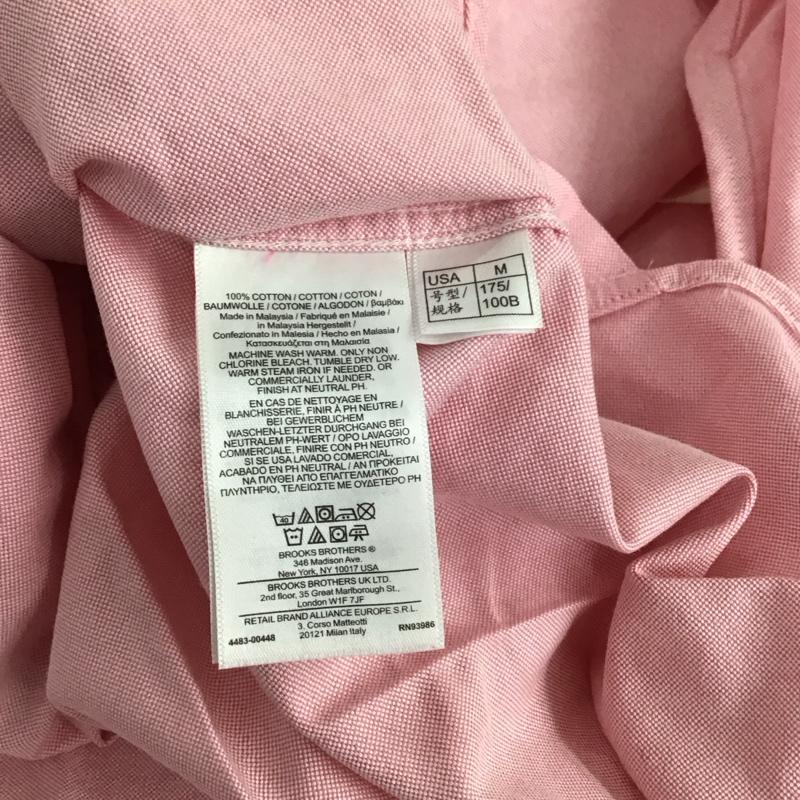 100% COTTON / COTTON / COTON /
BAUMWOLLE / COTONE / ALGODON / βαμβάκι
Made in Malaysia / Fabriqué en Malaisie /
in Malaysia Hergestellt /
Confezionato in Malesia / Hecho en Malasia /
Κατασκευάζεται στη Μαλαισία
MACHINE WASH WARM. ONLY NON
CHLORINE BLEACH. TUMBLE DRY LOW.
WARM STEAM IRON IF NEEDED. OR
COMMERCIALLY LAUNDER,
FINISH AT NEUTRAL PH.
EN CAS DE NETTOYAGE EN
BLANCHISSERIE, FINIR À PH NEUTRE /
BEI GEWERBLICHEM
WASCHEN-LETZTER DURCHGANG BEI
NEUTRALEM PH-WERT / OPO LAVAGGIO
COMMERCIALE, FINIRE CON PH NEUTRO /
SI SE USA LAVADO COMERCIAL,
ACABADO EN PH NEUTRAL / ΑΝ ΠΡΟΚΕΙΤΑΙ
ΝΑ ΠΛΥΘΕΙ ΑΠΟ ΕΠΑΓΓΕΛΜΑΤΙΚΟ
ΠΛΥΝΤΗΡΙΟ, ΤΕΛΕΙΩΣΤΕ ΜΕ ΟΥΔΕΤΕΡΟ PH
40
BROOKS BROTHERS ®
346 Madison Ave.
New York, NY 10017 USA
BROOKS BROTHERS UK LTD.
2nd floor, 35 Great Marlborough St.,
London W1F 7JF
RETAIL BRAND ALLIANCE EUROPE S.R.L.
3. Corso Matteotti
4483-00448 20121 Milan Italy RN93986
USA M
号型/ 175/
规格 100B